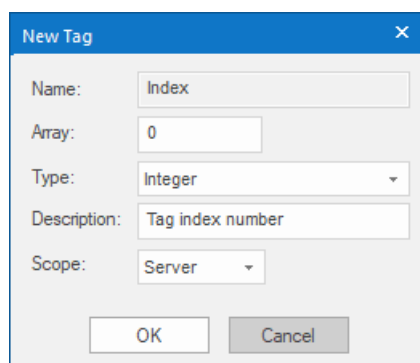 New Tag
Name: Index
Array: 0
Type: Integer
Description: Tag index number
Scope: Server
OK Cancel